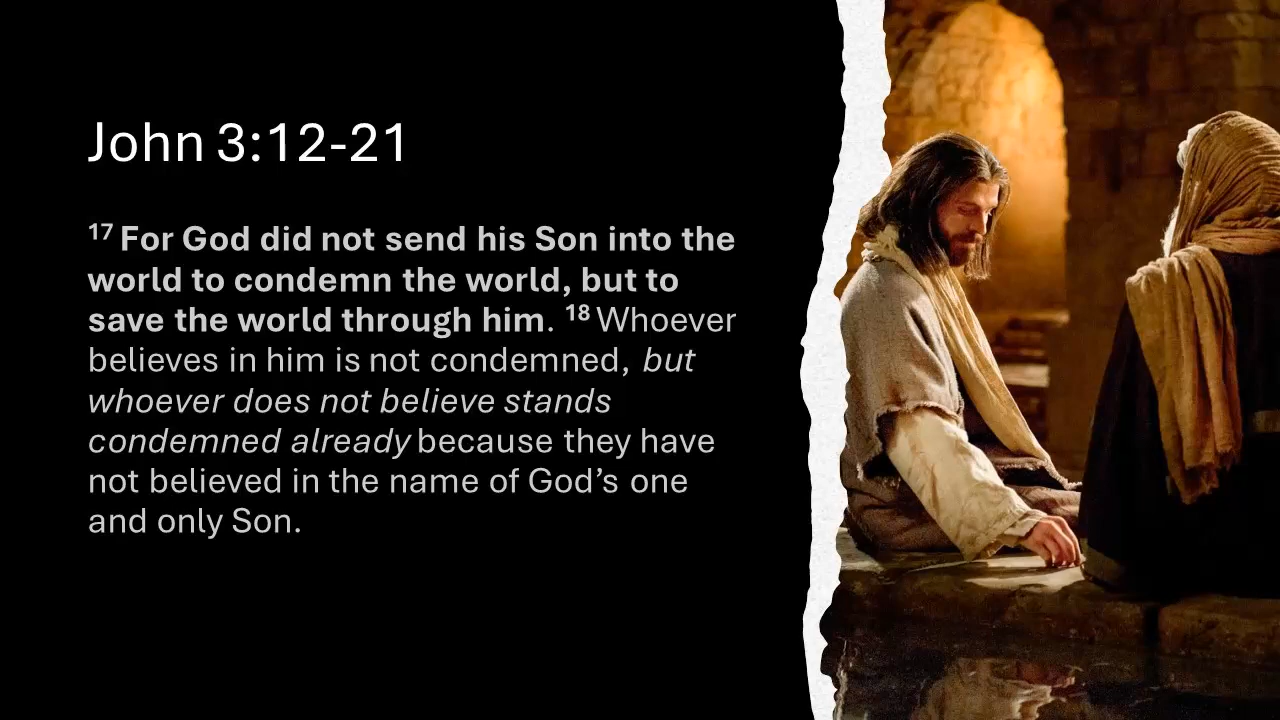 John 3:12-21
17 For God did not send his Son into the
world to condemn the world, but to
save the world through him. 18 Whoever
believes in him is not condemned, but
whoever does not believe stands
condemned already because they have
not believed in the name of God’s one
and only Son.